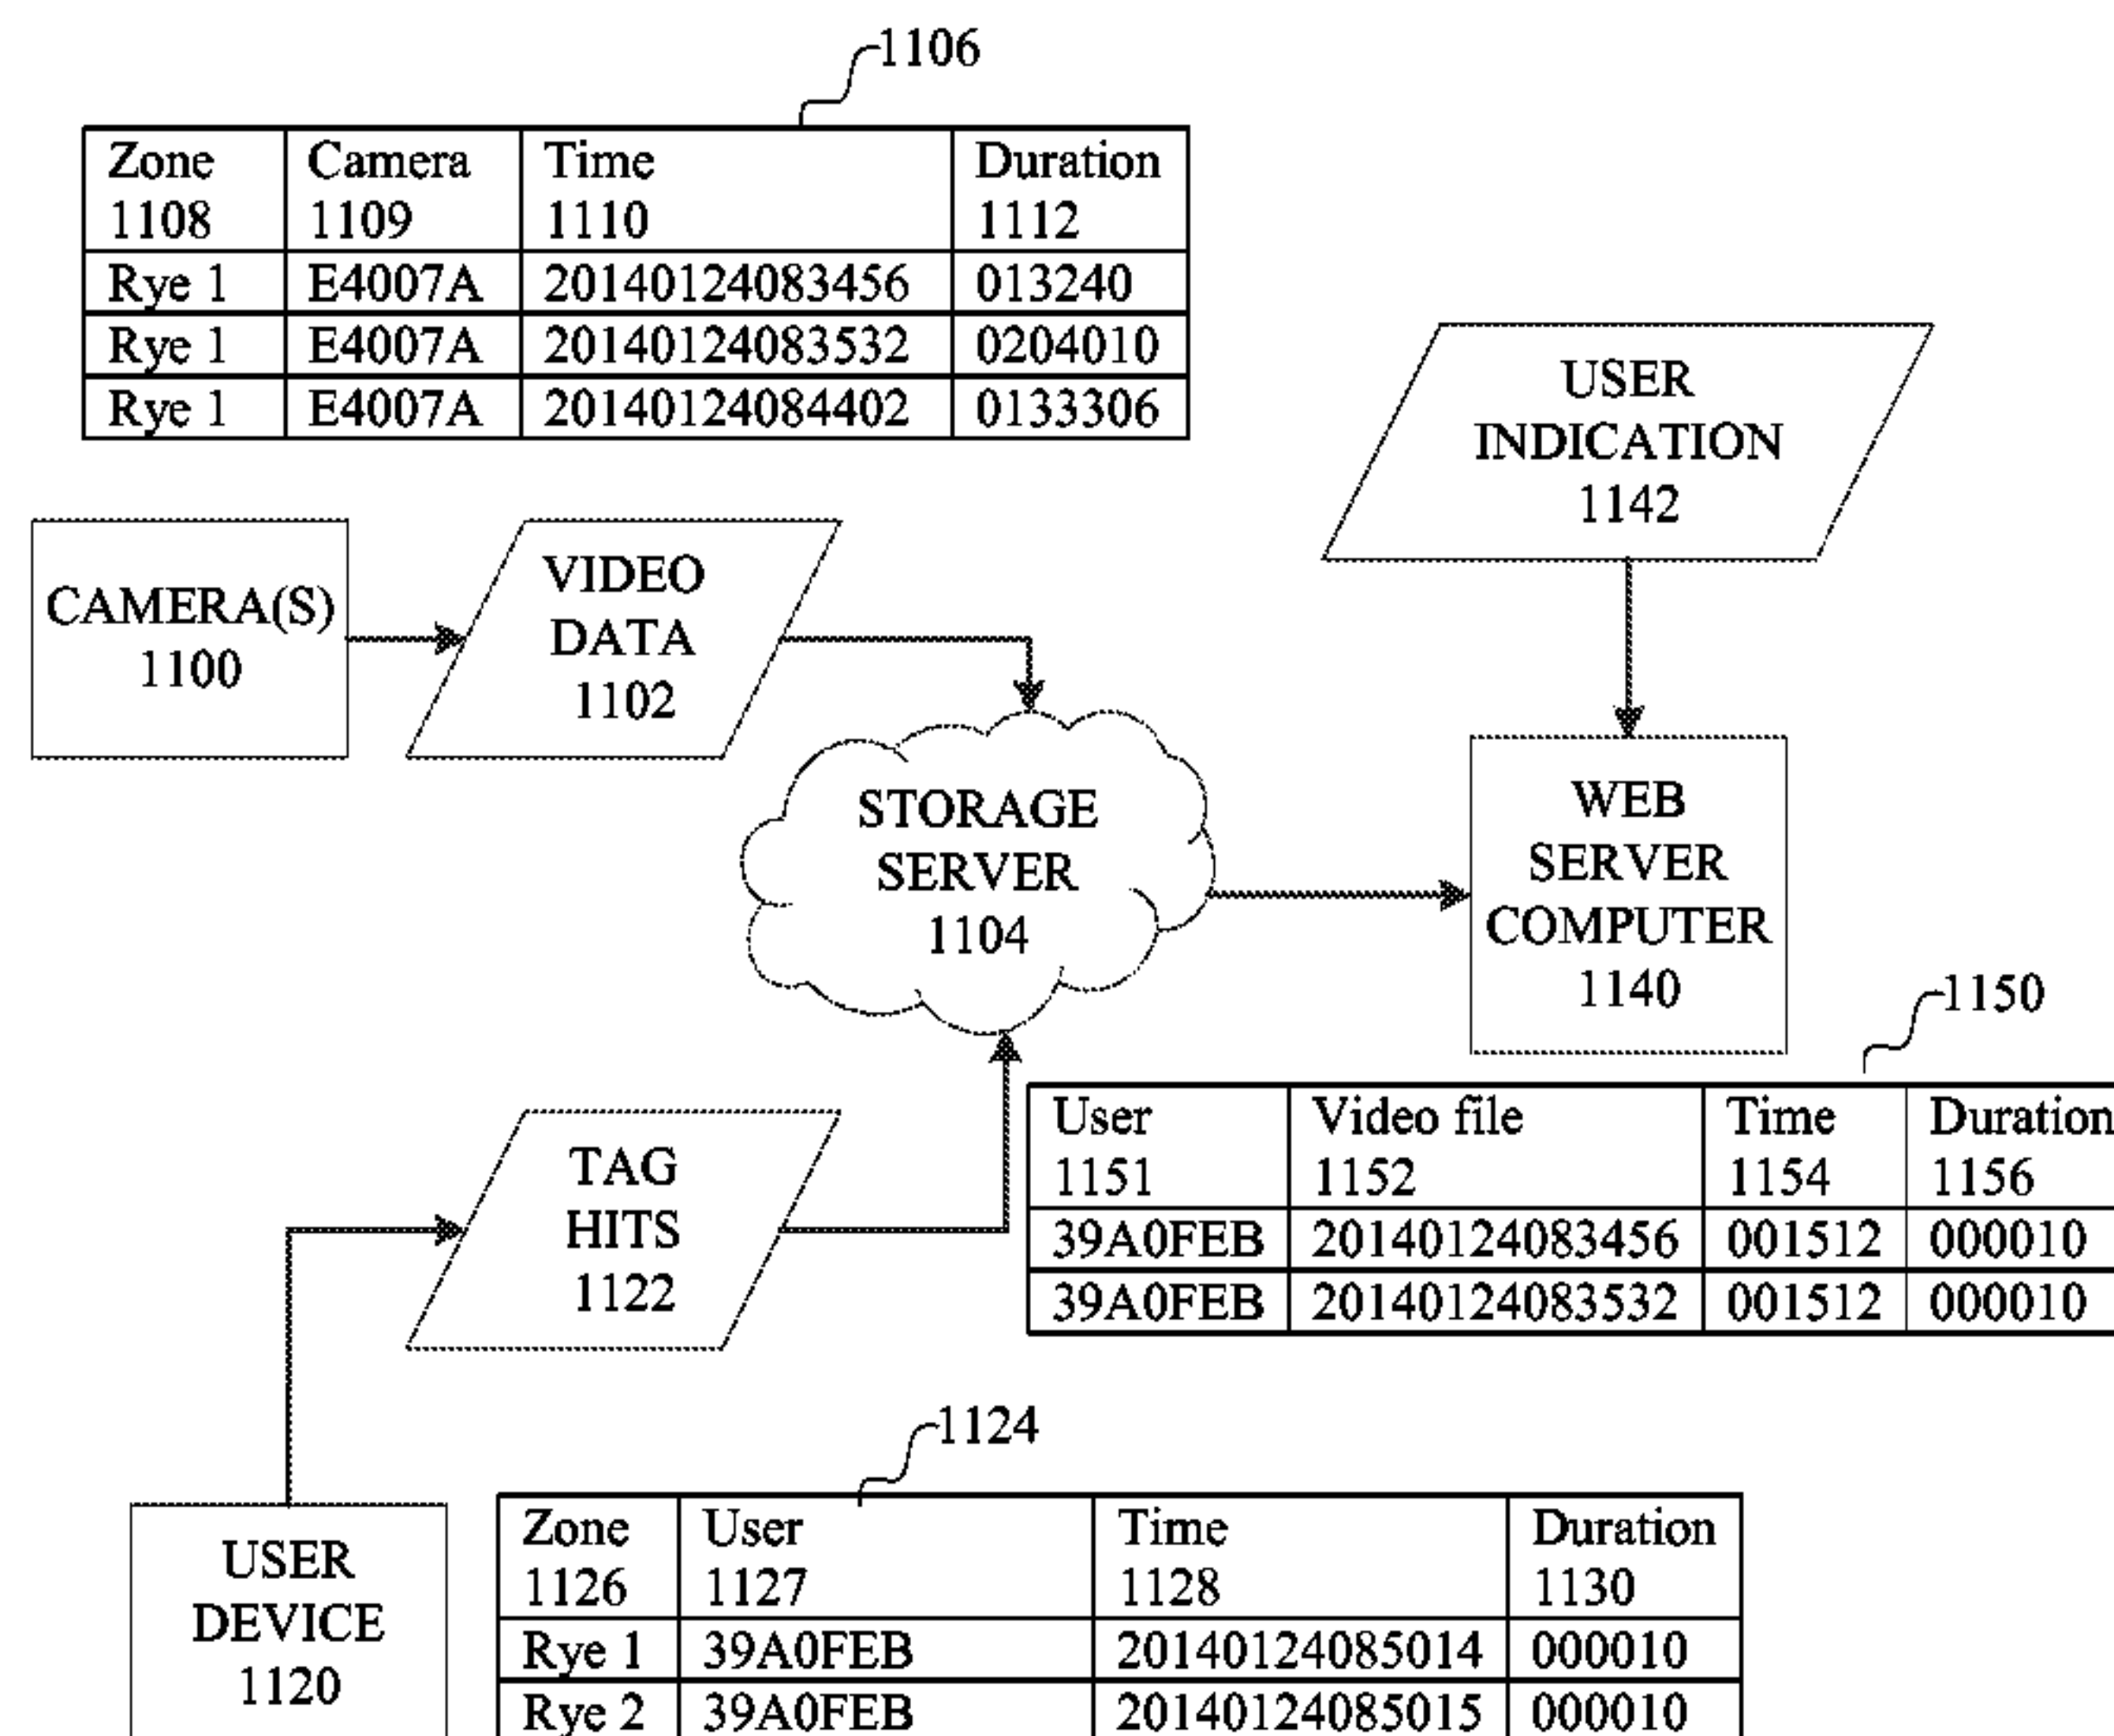 1106
Zone Camera Time Duration
1108 1109 1110 1112
Rye 1 E4007A 20140124083456 013240
Rye 1 E4007A 20140124083532 0204010
Rye 1 E4007A 20140124084402 0133306
USER
INDICATION
1142
CAMERA(S)
1100
VIDEO
DATA
1102
STORAGE
SERVER
1104
WEB
SERVER
COMPUTER
1140
1150
User Video file Time Duration
1151 1152 1154 1156
39A0FEB 20140124083456 001512 000010
39A0FEB 20140124083532 001512 000010
TAG
HITS
1122
1124
USER
DEVICE
1120
Zone User Time Duration
1126 1127 1128 1130
Rye 1 39A0FEB 20140124085014 000010
Rye 2 39A0FEB 20140124085015 000010